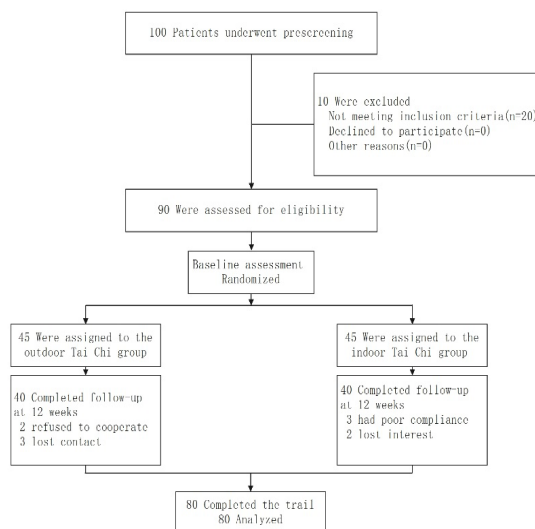 100 Patients underwent prescreening
10 Were excluded
Not meeting inclusion criteria(n=20)
Declined to participate(n=0)
Other reasons(n=0)
90 Were assessed for eligibility
Baseline assessment
Randomized
45 Were assigned to the
outdoor Tai Chi group
45 Were assigned to the
indoor Tai Chi group
40 Completed follow-up
at 12 weeks
2 refused to cooperate
3 lost contact
40 Completed follow-up
at 12 weeks
3 had poor compliance
2 lost interest
80 Completed the trail
80 Analyzed